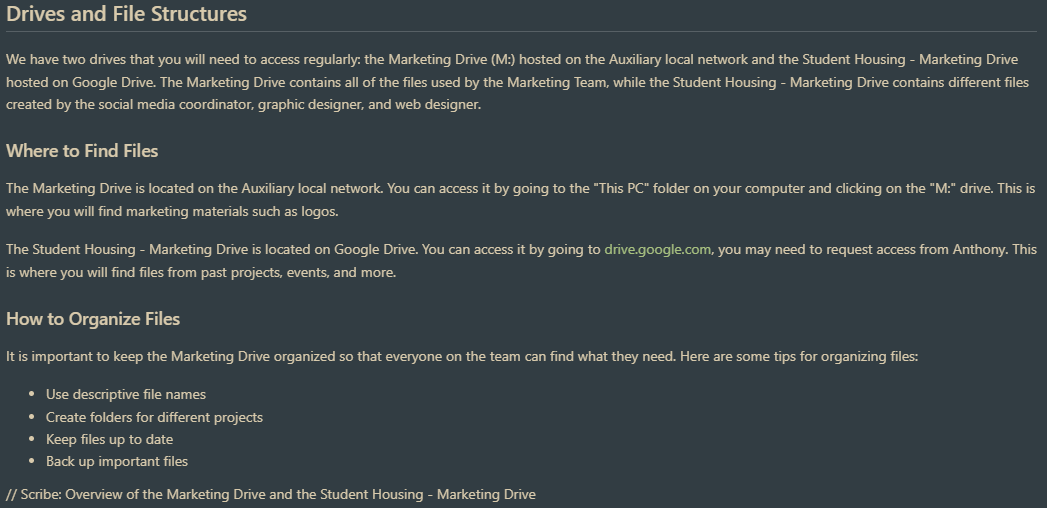 Drives and File Structures
We have two drives that you will need to access regularly: the Marketing Drive (M:) hosted on the Auxiliary local network and the Student Housing - Marketing Drive
hosted on Google Drive. The Marketing Drive contains all of the files used by the Marketing Team, while the Student Housing - Marketing Drive contains different files
created by the social media coordinator, graphic designer, and web designer.
Where to Find Files
The Marketing Drive is located on the Auxiliary local network. You can access it by going to the "This PC" folder on your computer and clicking on the "M:" drive. This is
where you will find marketing materials such as logos.
The Student Housing - Marketing Drive is located on Google Drive. You can access it by going to drive.google.com, you may need to request access from Anthony. This
is where you will find files from past projects, events, and more.
How to Organize Files
It is important to keep the Marketing Drive organized so that everyone on the team can find what they need. Here are some tips for organizing files:
• Use descriptive file names
• Create folders for different projects
• Keep files up to date
• Back up important files
// Scribe: Overview of the Marketing Drive and the Student Housing - Marketing Drive